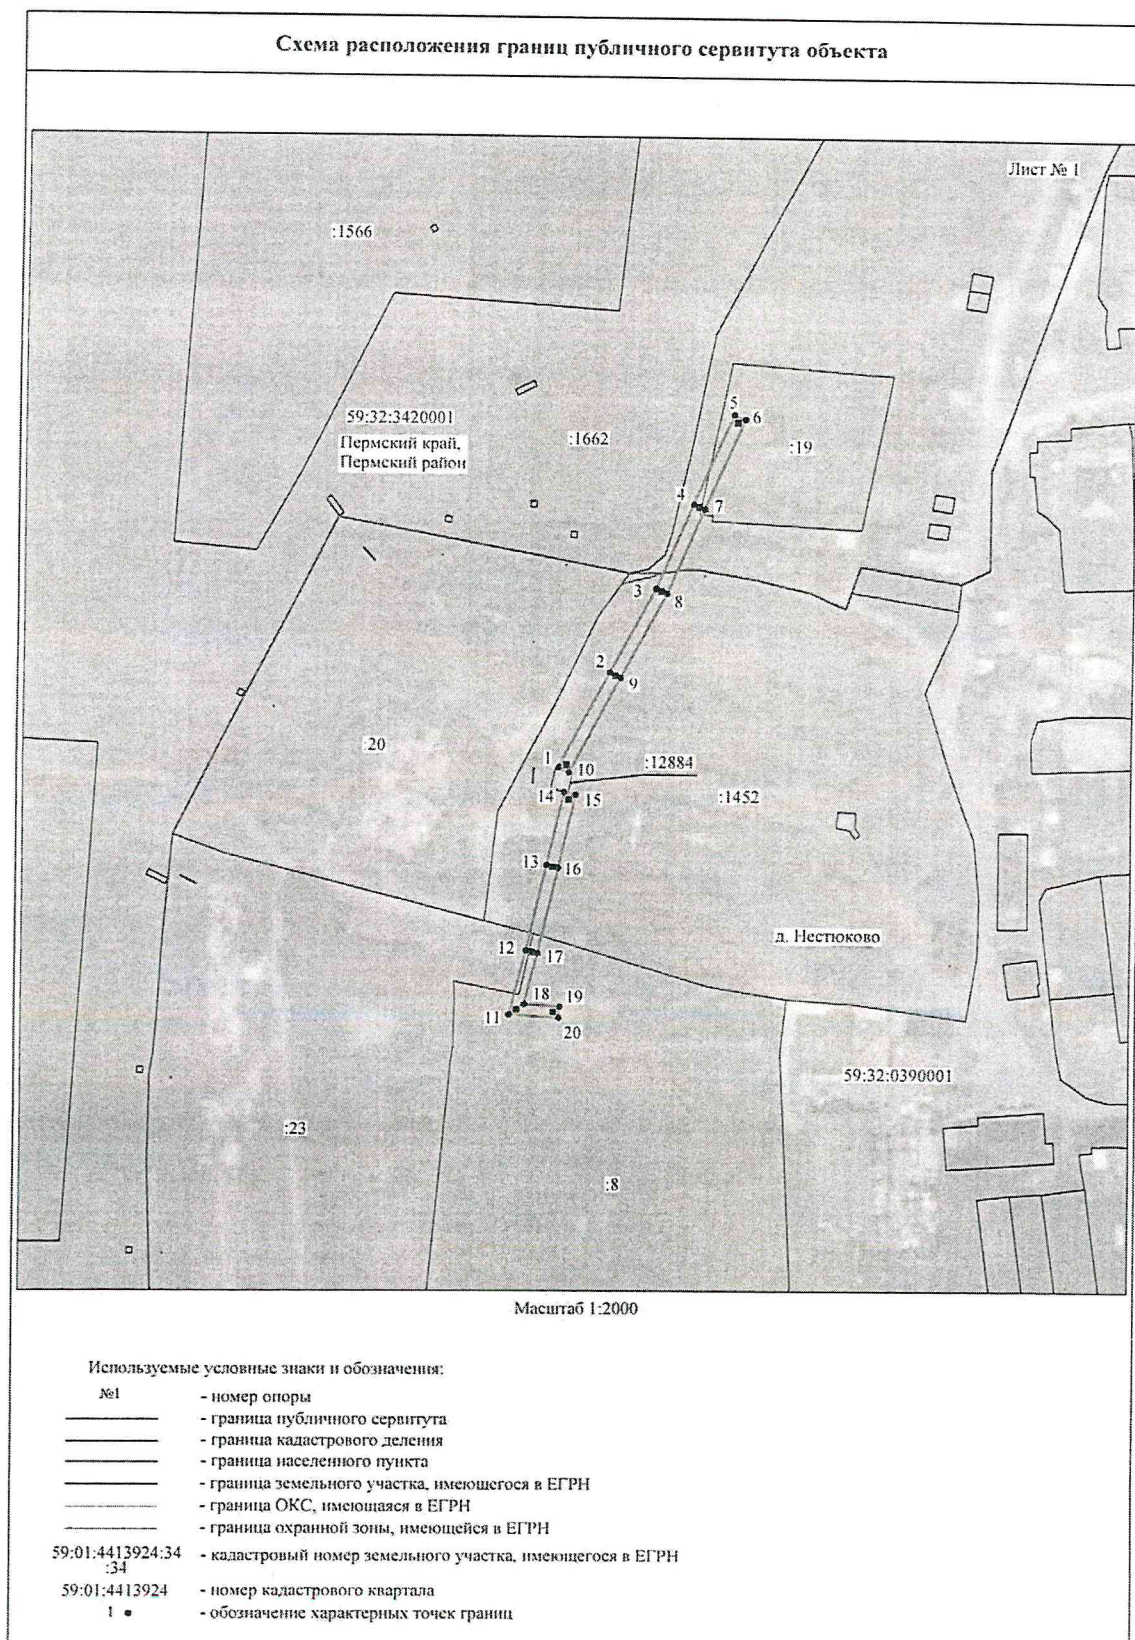 Схема расположения границ публичного сервитута объекта
Лист № 1
:1566
59:32:3420001
Пермский край,
Пермский район
:1662
5
6
:19
4
7
3
8
2
9
:20
1
10
:12884
14
15
:1452
13
16
д. Нестюково
12
17
18
19
11
20
59:32:0390001
:23
:8
Масштаб 1:2000
Используемые условные знаки и обозначения:
№1 - номер опоры
- граница публичного сервитута
- граница кадастрового деления
- граница населенного пункта
- граница земельного участка, имеющегося в ЕГРН
- граница ОКС, имеющаяся в ЕГРН
- граница охранной зоны, имеющейся в ЕГРН
59:01:4413924:34 - кадастровый номер земельного участка, имеющегося в ЕГРН
:34
59:01:4413924 - номер кадастрового квартала
1 - обозначение характерных точек границ